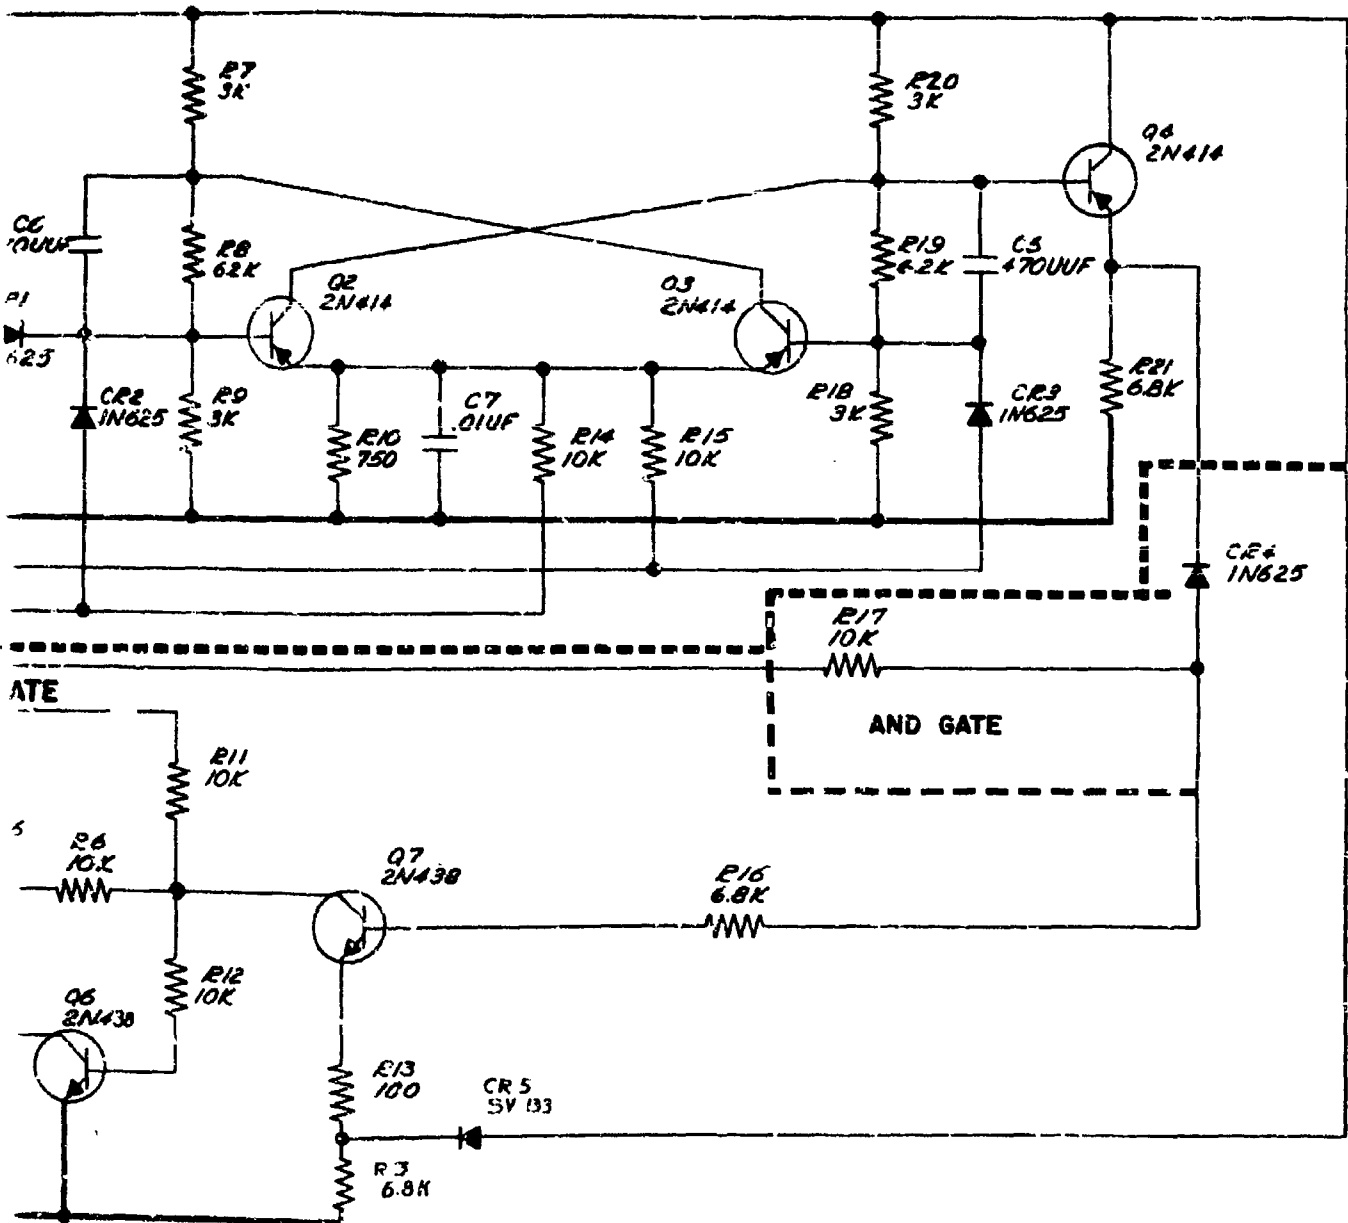 R7
3K
R20
3K
Q4
2N414
C6
R8
62K
Q2
2N414
Q3
2N414
R19
6.2K
C5
470UUF
625
CR2
1N625
R9
3K
R10
750
C7
.01UF
R14
10K
R15
10K
R18
3K
CR3
1N625
R21
6.8K
CR4
1N625
R17
10K
ATE
AND GATE
R11
10K
R6
10K
Q7
2N438
R16
6.8K
R12
10K
Q6
2N438
R13
100
CR5
R3
6.8K